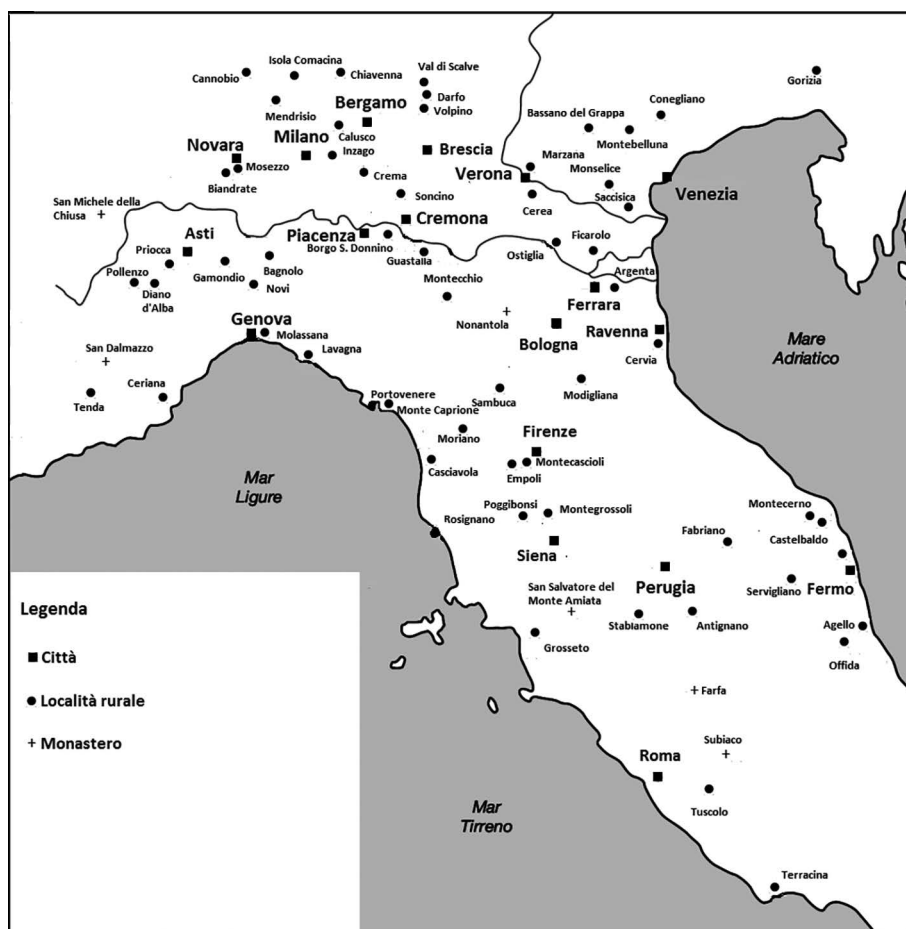 Isola Comacina
Cannobio
Chiavenna
Val di Scalve
Gorizia
Darfo
Volpino
Mendrisio
Bergamo
Conegliano
Bassano del Grappa
Montebelluna
Calusco
Milano
Inzago
Novara
Mosezzo
Biandrate
Brescia
Crema
Verona
Marzana
Monselice
Venezia
San Michele della
Chiusa
Soncino
Cerea
Saccisica
Cremona
Asti
Piacenza
Borgo S. Donnino
Guastalla
Ostiglia
Ficarolo
Priocca
Pollenzo
Diano
d'Alba
Gamondio
Bagnolo
Novi
Montecchio
Argenta
Ferrara
Nonantola
Bologna
Ravenna
Cervia
Mare
Adriatico
Genova
Molassana
Lavagna
San Dalmazzo
Tenda
Ceriana
Portovenere
Monte Caprione
Sambuca
Modigliana
Moriano
Firenze
Montecascioli
Empoli
Casciavola
Mar
Ligure
Poggibonsi
Montegrossoli
Rosignano
Siena
Montecerno
Castelbaldo
Fabriano
Perugia
Servigliano
Fermo
San Salvatore del
Monte Amiata
Stabiamone
Antignano
Agello
Offida
Grosseto
Legenda
Città
Località rurale
Monastero
Farfa
Subiaco
Roma
Tuscolo
Mar
Tirreno
Terracina